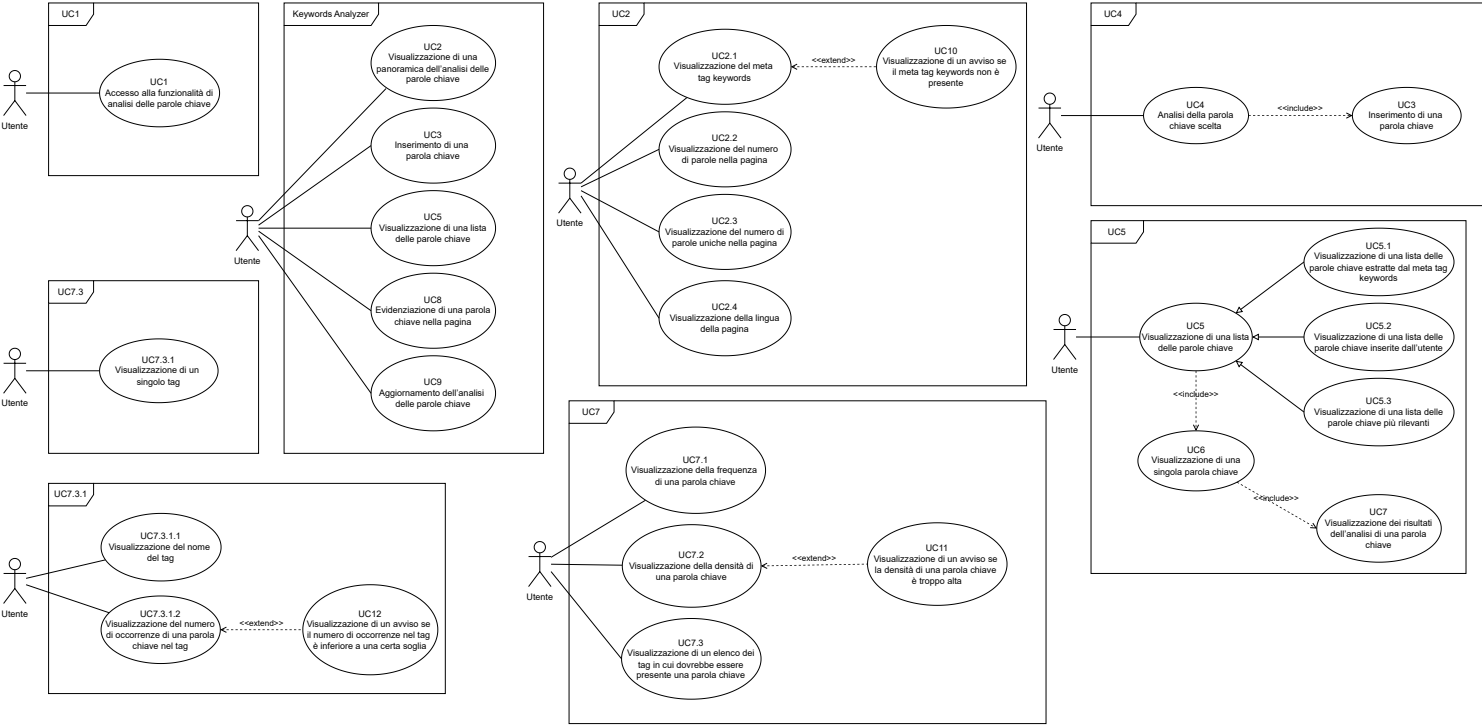 UC1
UC1
Accesso alla funzionalità di
analisi delle parole chiave
Utente
Keywords Analyzer
UC2
Visualizzazione di una
panoramica dell'analisi delle
parole chiave
UC3
Inserimento di una
parola chiave
UC5
Visualizzazione di una lista
delle parole chiave
UC8
Evidenziazione di una parola
chiave nella pagina
UC9
Aggiornamento dell'analisi
delle parole chiave
Utente
UC2
UC2.1
Visualizzazione del meta
tag keywords
<<extend>>
UC10
Visualizzazione di un avviso se
il meta tag keywords non è
presente
UC2.2
Visualizzazione del numero
di parole nella pagina
UC2.3
Visualizzazione del numero di
parole uniche nella pagina
UC2.4
Visualizzazione della lingua
della pagina
Utente
UC4
UC4
Analisi della parola
chiave scelta
<<include>>
UC3
Inserimento di una
parola chiave
Utente
UC5
UC5.1
Visualizzazione di una lista delle
parole chiave estratte dal meta tag
keywords
UC5
Visualizzazione di una lista
delle parole chiave
UC5.2
Visualizzazione di una lista delle
parole chiave inserite dall'utente
UC5.3
Visualizzazione di una lista delle
parole chiave più rilevanti
<<include>>
UC6
Visualizzazione di una
singola parola chiave
<<include>>
UC7
Visualizzazione dei risultati
dell'analisi di una parola
chiave
Utente
UC7.3
UC7.3.1
Visualizzazione di un
singolo tag
Utente
UC7
UC7.1
Visualizzazione della frequenza
di una parola chiave
UC7.2
Visualizzazione della densità di
una parola chiave
<<extend>>
UC11
Visualizzazione di un avviso se
la densità di una parola chiave
è troppo alta
UC7.3
Visualizzazione di un elenco dei
tag in cui dovrebbe essere
presente una parola chiave
Utente
UC7.3.1
UC7.3.1.1
Visualizzazione del nome
del tag
UC7.3.1.2
Visualizzazione del numero
di occorrenze di una parola
chiave nel tag
<<extend>>
UC12
Visualizzazione di un avviso se
il numero di occorrenze nel tag
è inferiore a una certa soglia
Utente